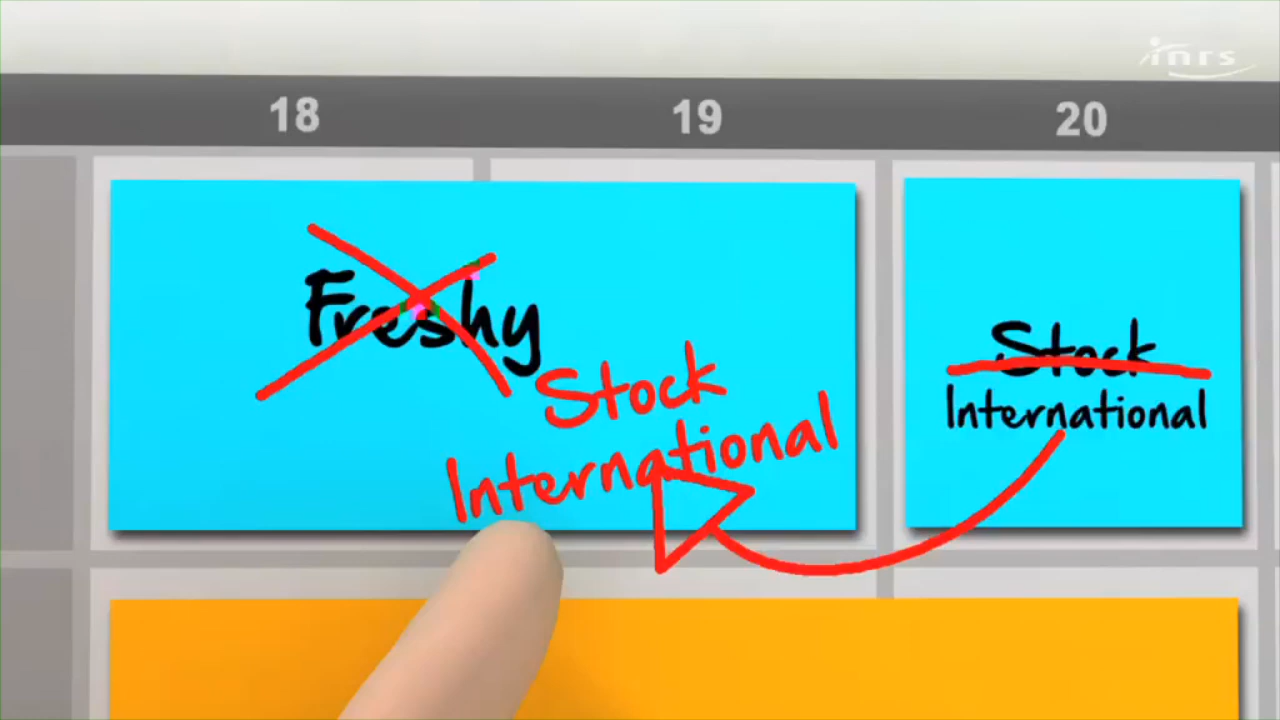 inrs
18 19 20
Freshy
Stock
International
Stock
International